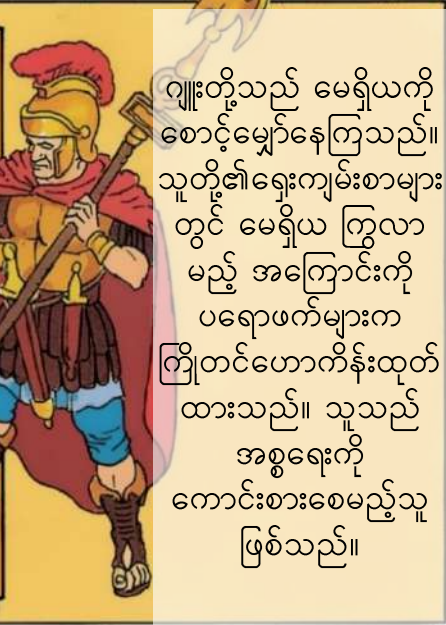 ဂျူးတို့သည် မေရှိယကို
စောင့်မျှော်နေကြသည်။
သူတို့၏ရှေးကျမ်းစာများ
တွင် မေရှိယ ကြွလာ
မည့် အကြောင်းကို
ပရောဖက်များက
ကြိုတင်ဟောကိန်းထုတ်
ထားသည်။ သူသည်
အစ္စရေးကို
ကောင်းစားစေမည့်သူ
ဖြစ်သည်။